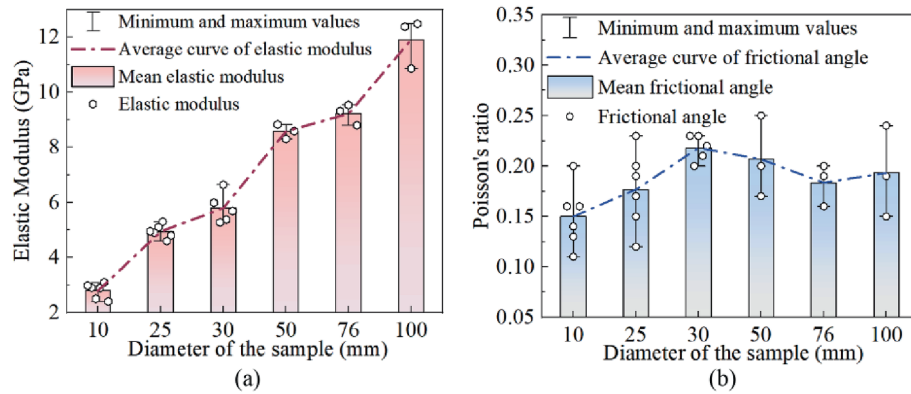 (a)
Minimum and maximum values
Average curve of elastic modulus
Mean elastic modulus
Elastic modulus
Elastic Modulus (GPa)
12
10
8
6
4
2
10 25 30 50 76 100
Diameter of the sample (mm)
(a)
Minimum and maximum values
Average curve of frictional angle
Mean frictional angle
Frictional angle
Poisson's ratio
0.35
0.30
0.25
0.20
0.15
0.10
0.05
10 25 30 50 76 100
Diameter of the sample (mm)
(b)